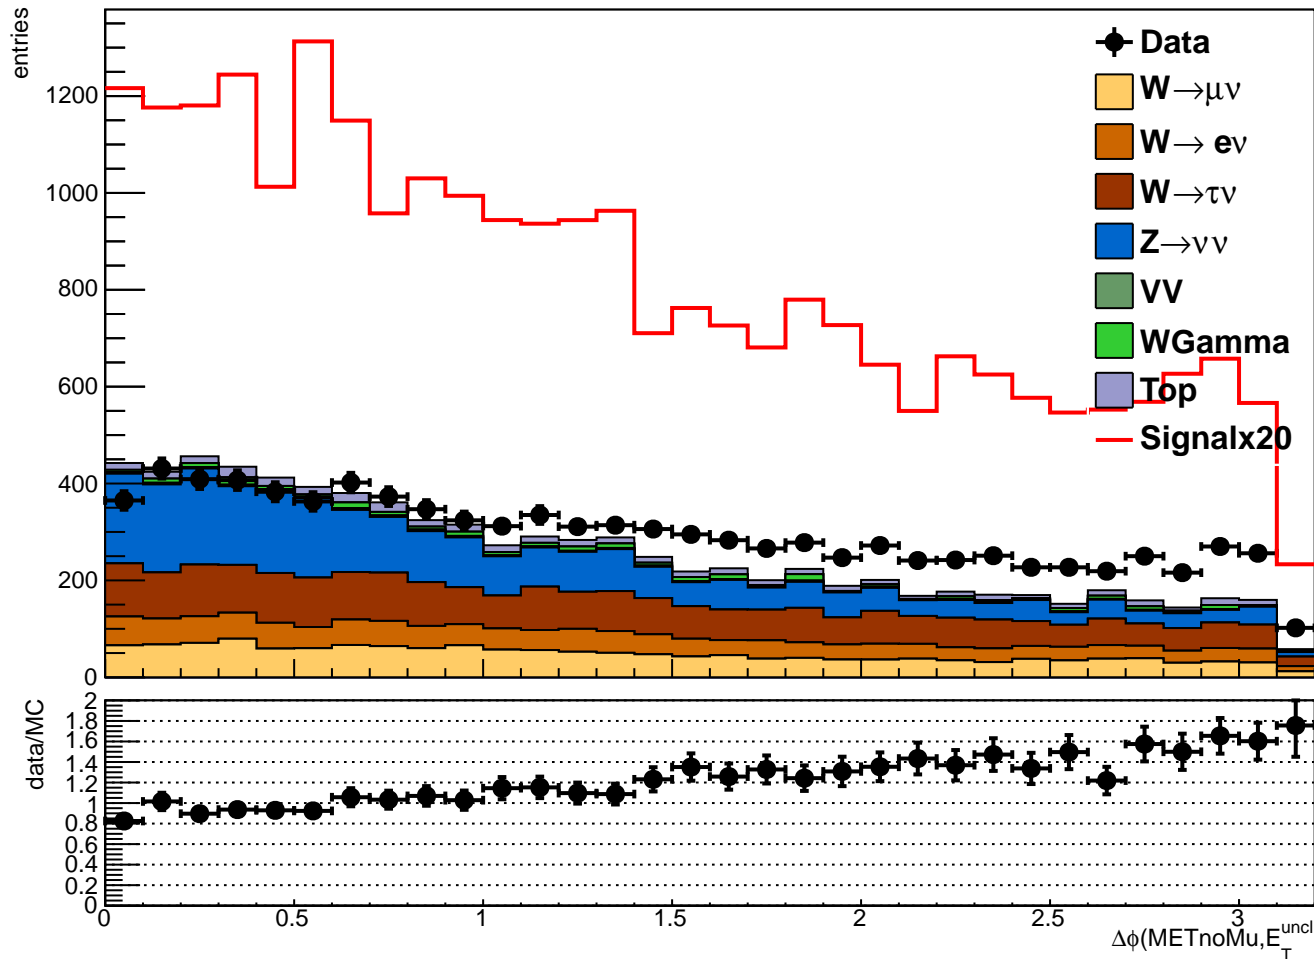 entries
1200
1000
800
600
400
200
0
Data
W→μν
W→ eν
W→τν
Z→νν
VV
WGamma
Top
Signalx20
data/MC
2
1.8
1.6
1.4
1.2
1
0.8
0.6
0.4
0.2
0
0 0.5 1 1.5 2 2.5 3
Δϕ(METnoMu,E_T^uncl